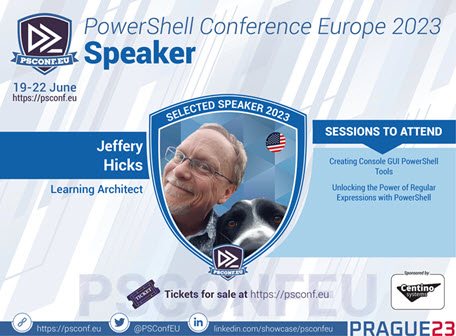 PowerShell Conference Europe 2023
Speaker
PSCONF.EU
19-22 June
https://psconf.eu
SELECTED SPEAKER 2023
Jeffery
Hicks
Learning Architect
SESSIONS TO ATTEND
Creating Console GUI PowerShell
Tools
Unlocking the Power of Regular
Expressions with PowerShell
PSCONF.EU
PSCONFEU
TICKET
Tickets for sale at https://psconf.eu
Sponsored by
Centino
systems
https://psconf.eu
@PSConfEU
linkedin.com/showcase/psconfeu
PRAGUE23